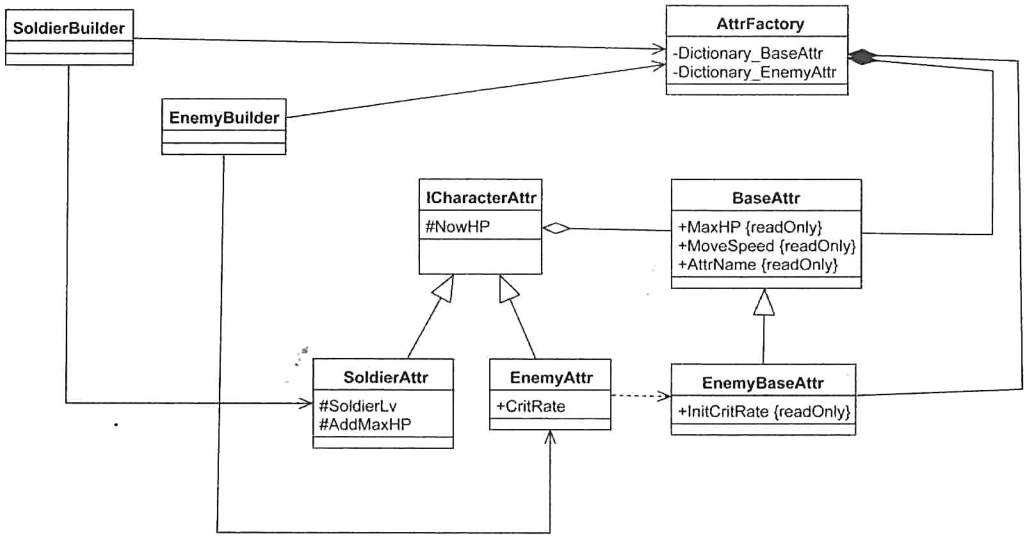 SoldierBuilder
AttrFactory
-Dictionary_BaseAttr
-Dictionary_EnemyAttr
EnemyBuilder
ICharacterAttr
#NowHP
BaseAttr
+MaxHP {readOnly}
+MoveSpeed {readOnly}
+AttrName {readOnly}
SoldierAttr
#SoldierLv
#AddMaxHP
EnemyAttr
+CritRate
EnemyBaseAttr
+InitCritRate {readOnly}